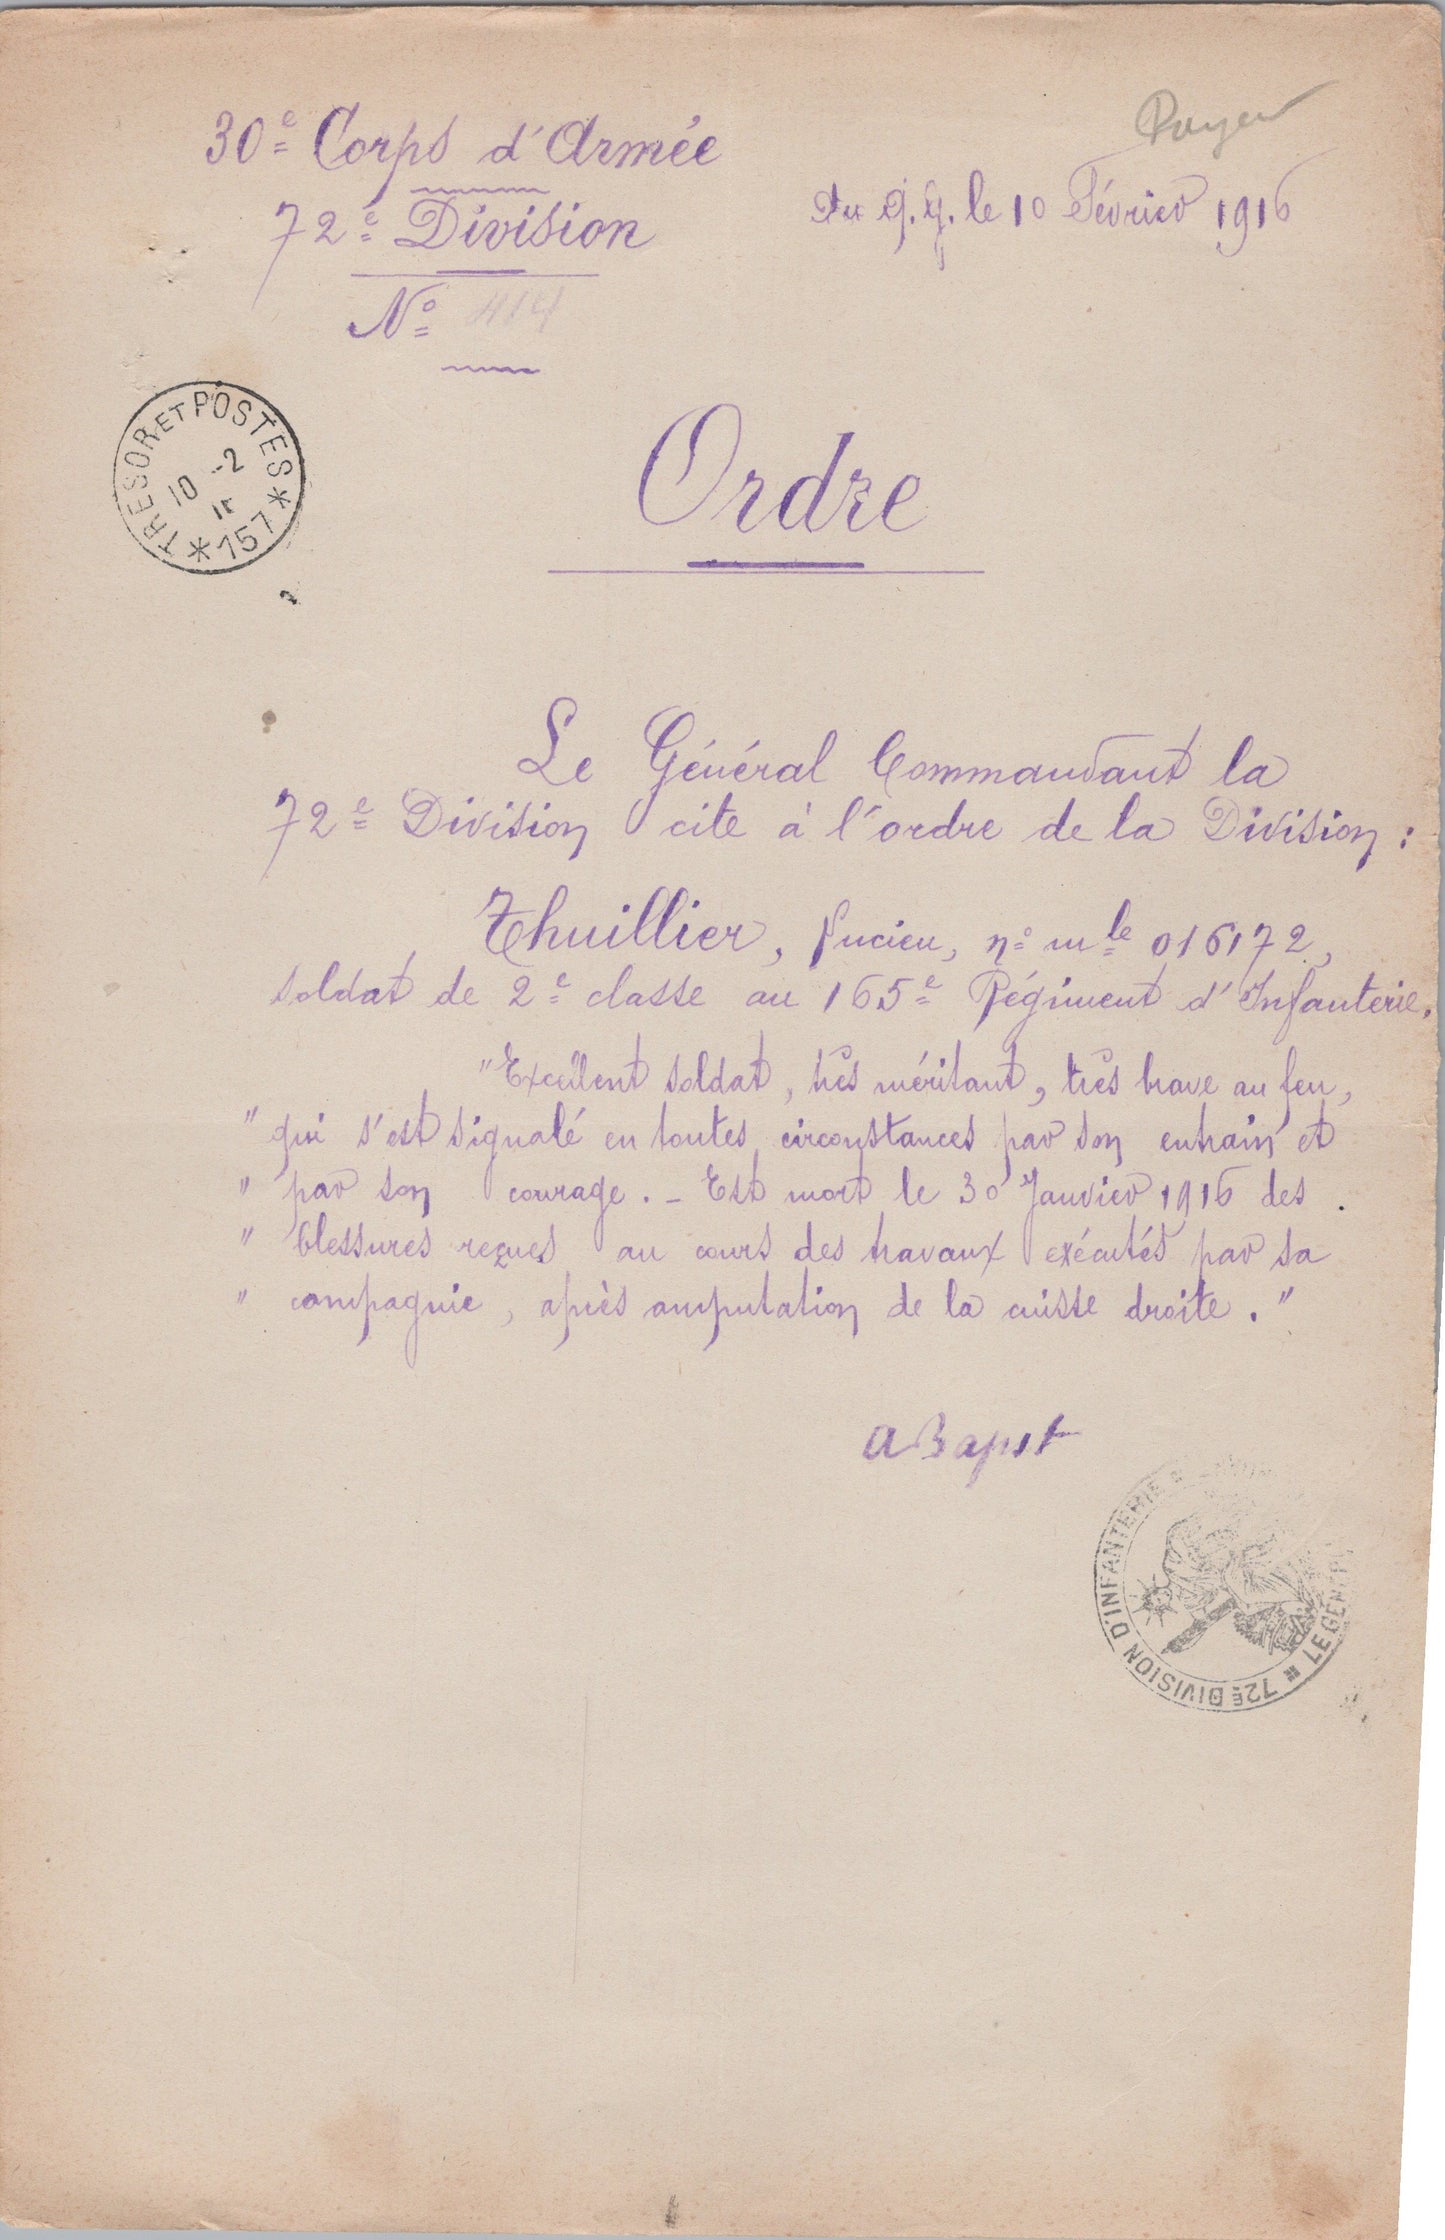 30e Corps d'Armée
72e Division
No 414
Au Q.G. le 10 Février 1916
TRESOR ET POSTES
10 -2
* 157 *
Ordre
Le Général Commandant la
72e Division cite à l'ordre de la Division :
Thuillier, Lucien, no mle 016172,
soldat de 2e classe au 165e Régiment d'Infanterie.
"Excellent soldat, très méritant, très brave au feu,
" qui s'est signalé en toutes circonstances par son entrain et
" par son courage. - Est mort le 30 Janvier 1916 des
" blessures reçues au cours des travaux exécutés par sa
" compagnie, après amputation de la cuisse droite."
A Bapst
72E DIVISION D'INFANTERIE
LE GÉNÉR